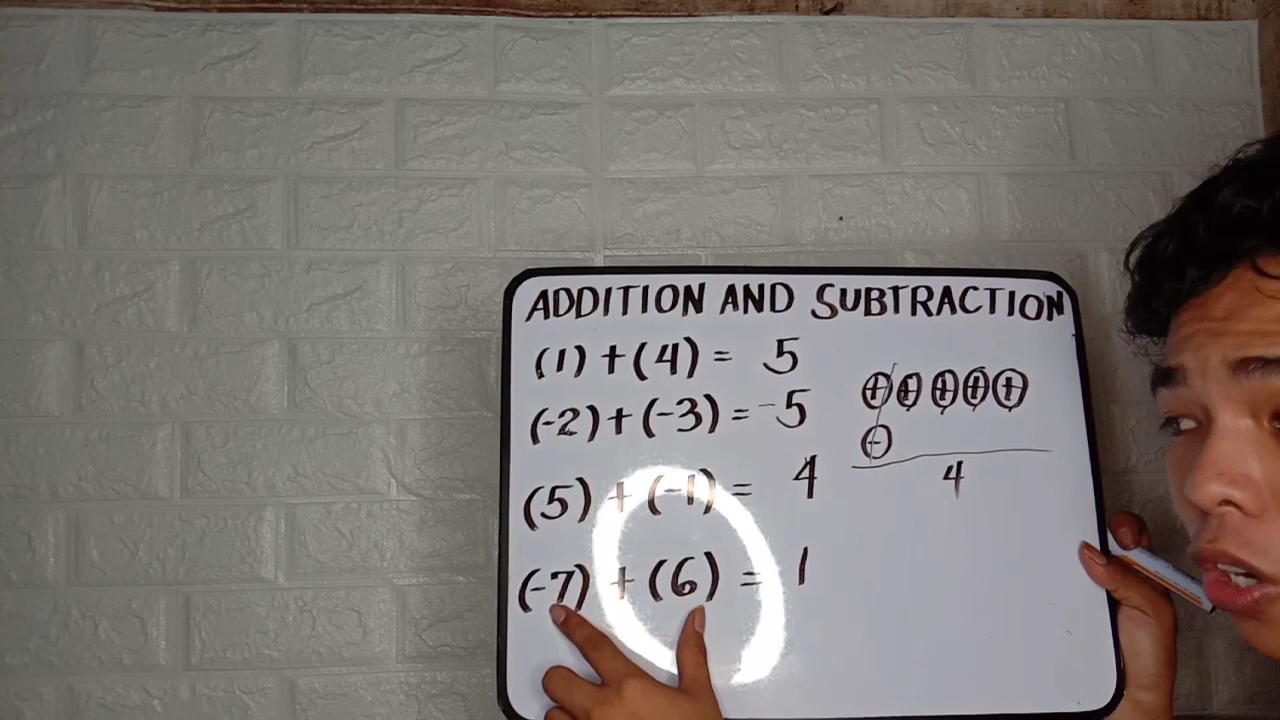 ADDITION AND SUBTRACTION
(1) + (4) = 5
(-2) + (-3) = -5
(5) + (-1) = 4
(-7) + (6) = 1
+ + + + +
-
4